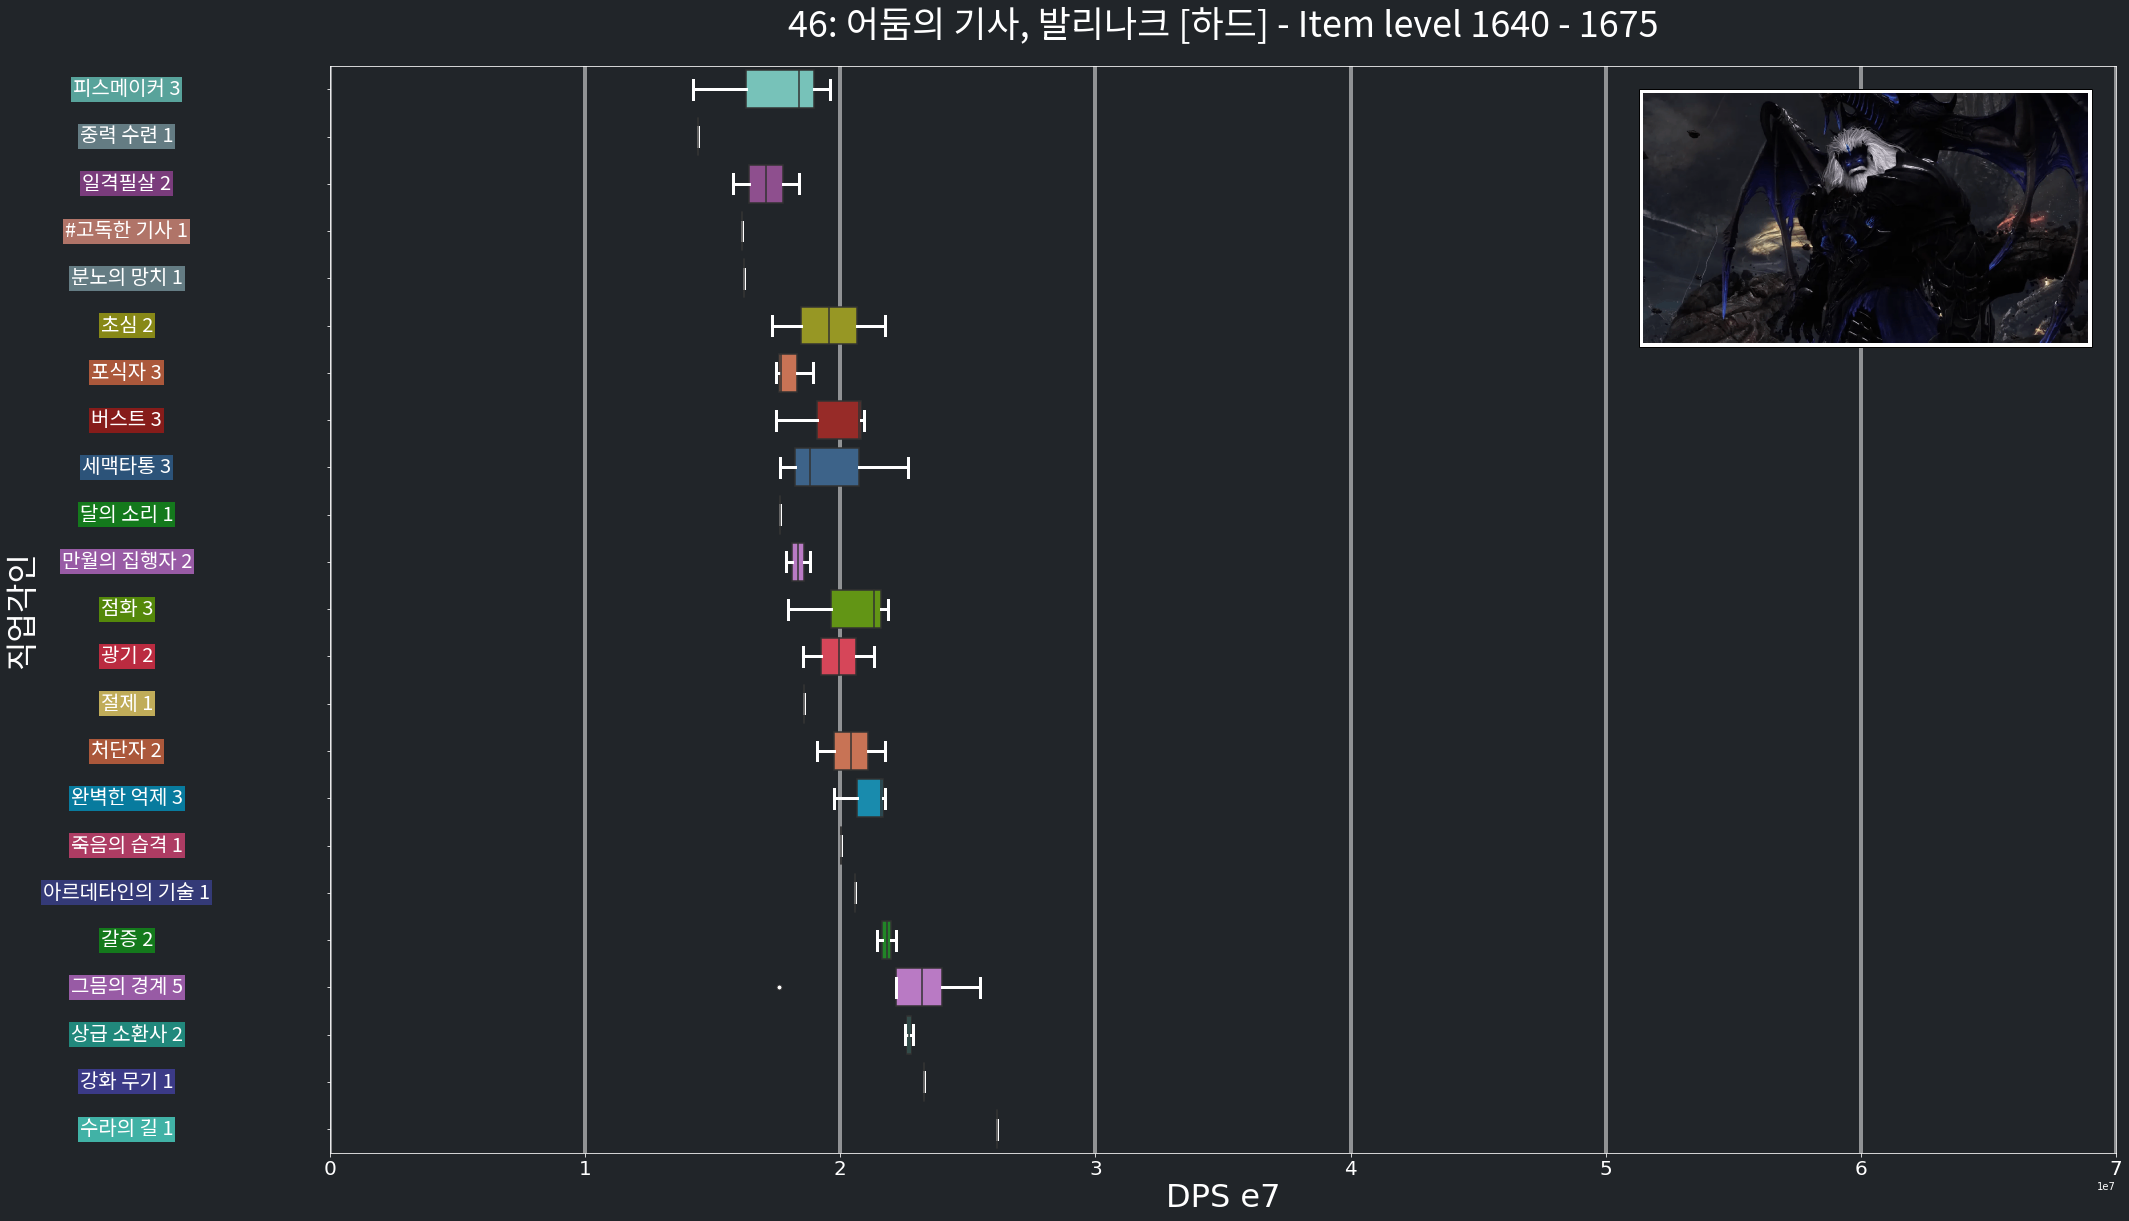 46: 어둠의 기사, 발리나크 [하드] - Item level 1640 - 1675
직업각인
피스메이커 3
중력 수련 1
일격필살 2
#고독한 기사 1
분노의 망치 1
초심 2
포식자 3
버스트 3
세맥타통 3
달의 소리 1
만월의 집행자 2
점화 3
광기 2
절제 1
처단자 2
완벽한 억제 3
죽음의 습격 1
아르데타인의 기술 1
갈증 2
그믐의 경계 5
상급 소환사 2
강화 무기 1
수라의 길 1
0 1 2 3 4 5 6 7
1e7
DPS e7